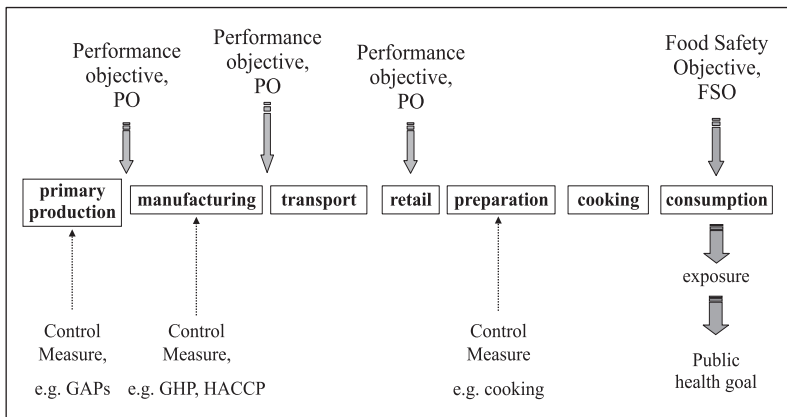 Performance
objective,
PO
Performance
objective,
PO
Performance
objective,
PO
Food Safety
Objective,
FSO
primary
production
manufacturing
transport
retail
preparation
cooking
consumption
exposure
Public
health goal
Control
Measure,
e.g. GAPs
Control
Measure,
e.g. GHP, HACCP
Control
Measure
e.g. cooking